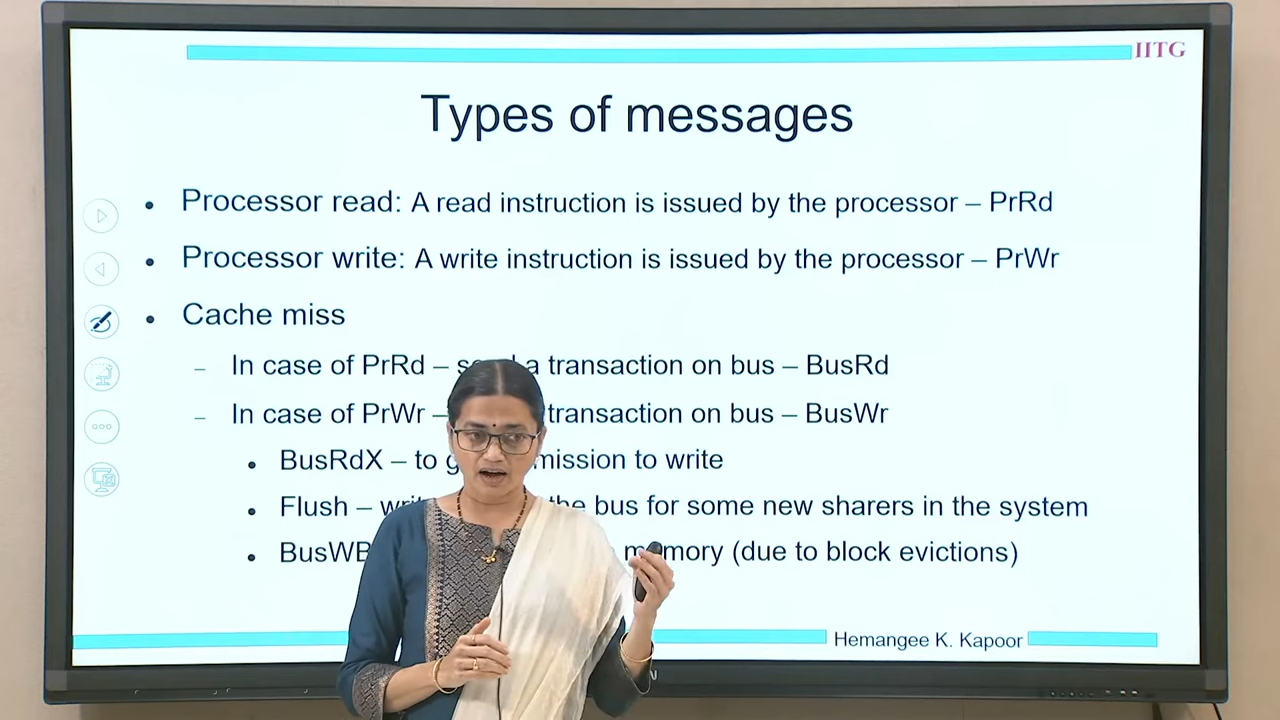 IITG
Types of messages
• Processor read: A read instruction is issued by the processor – PrRd
• Processor write: A write instruction is issued by the processor – PrWr
• Cache miss
– In case of PrRd – a transaction on bus – BusRd
– In case of PrWr – transaction on bus – BusWr
• BusRdX – to mission to write
• Flush – the bus for some new sharers in the system
• BusWB memory (due to block evictions)
Hemangee K. Kapoor